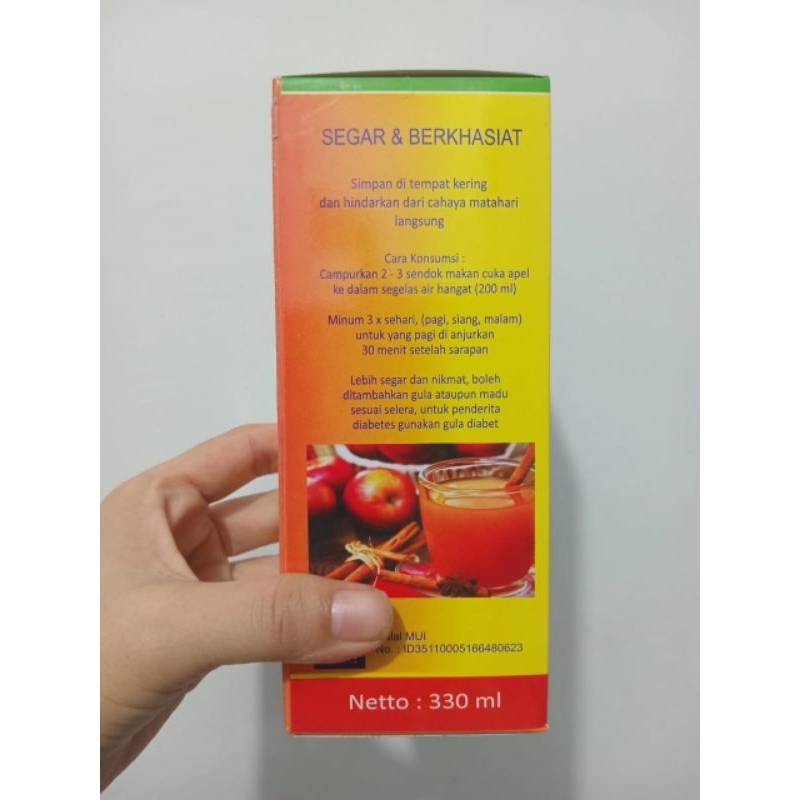 SEGAR & BERKHASIAT
Simpan di tempat kering
dan hindarkan dari cahaya matahari
langsung
Cara Konsumsi :
Campurkan 2 - 3 sendok makan cuka apel
ke dalam segelas air hangat (200 ml)
Minum 3 x sehari, (pagi, siang, malam)
untuk yang pagi di anjurkan
30 menit setelah sarapan
Lebih segar dan nikmat, boleh
ditambahkan gula ataupun madu
sesuai selera, untuk penderita
diabetes gunakan gula diabet
MUI
No. : ID35110005166480623
Netto : 330 ml